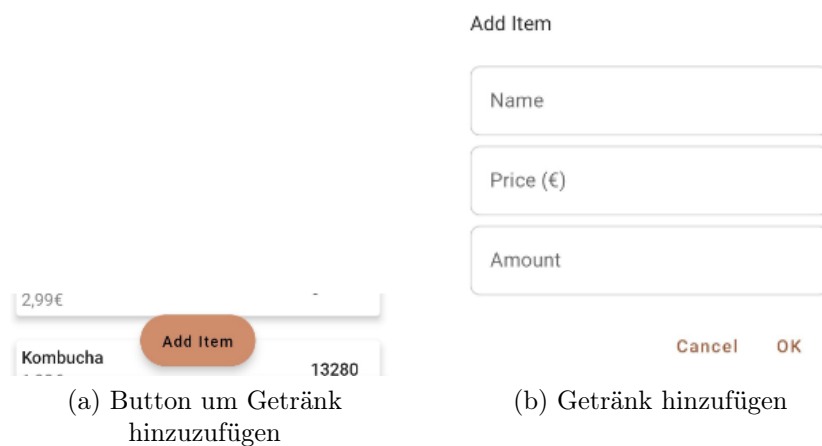 2,99€
Add Item
Kombucha
13280
(a) Button um Getränk
hinzuzufügen
Add Item
Name
Price (€)
Amount
Cancel OK
(b) Getränk hinzufügen